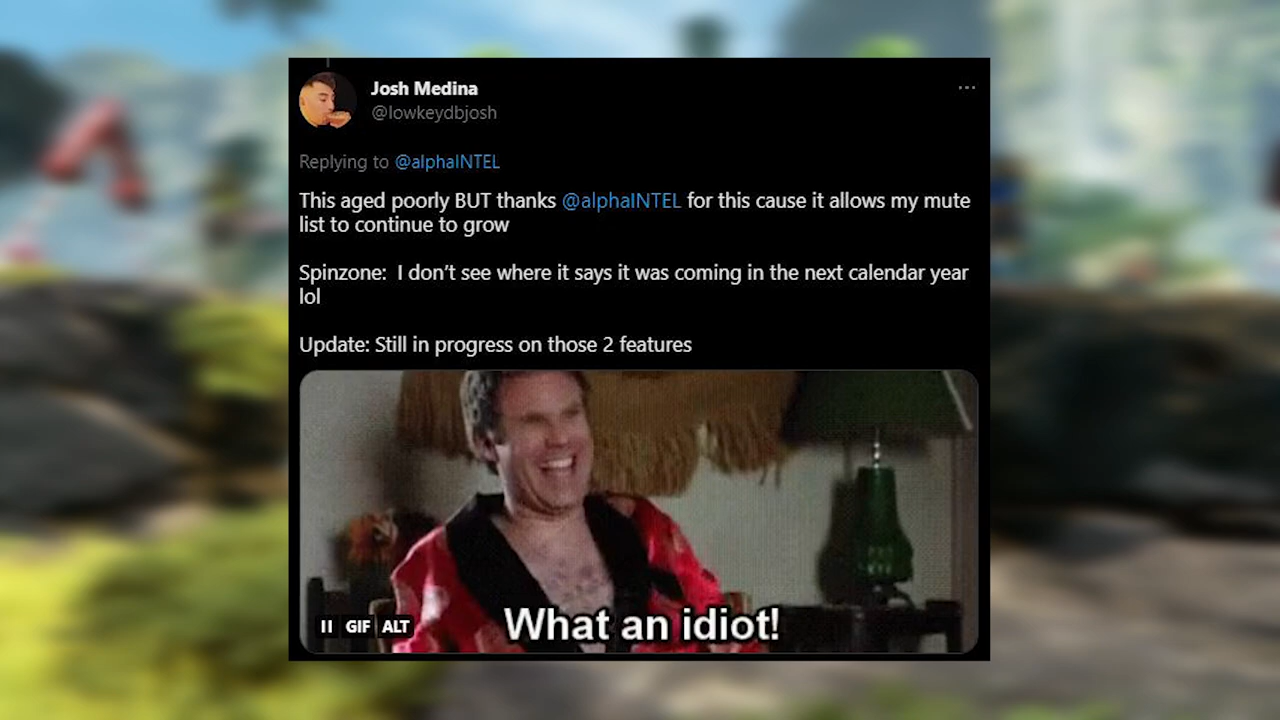 Josh Medina
@lowkeydbjosh
Replying to @alphaINTEL
This aged poorly BUT thanks @alphaINTEL for this cause it allows my mute
list to continue to grow
Spinzone:  I don't see where it says it was coming in the next calendar year
lol
Update: Still in progress on those 2 features
What an idiot!
GIF ALT